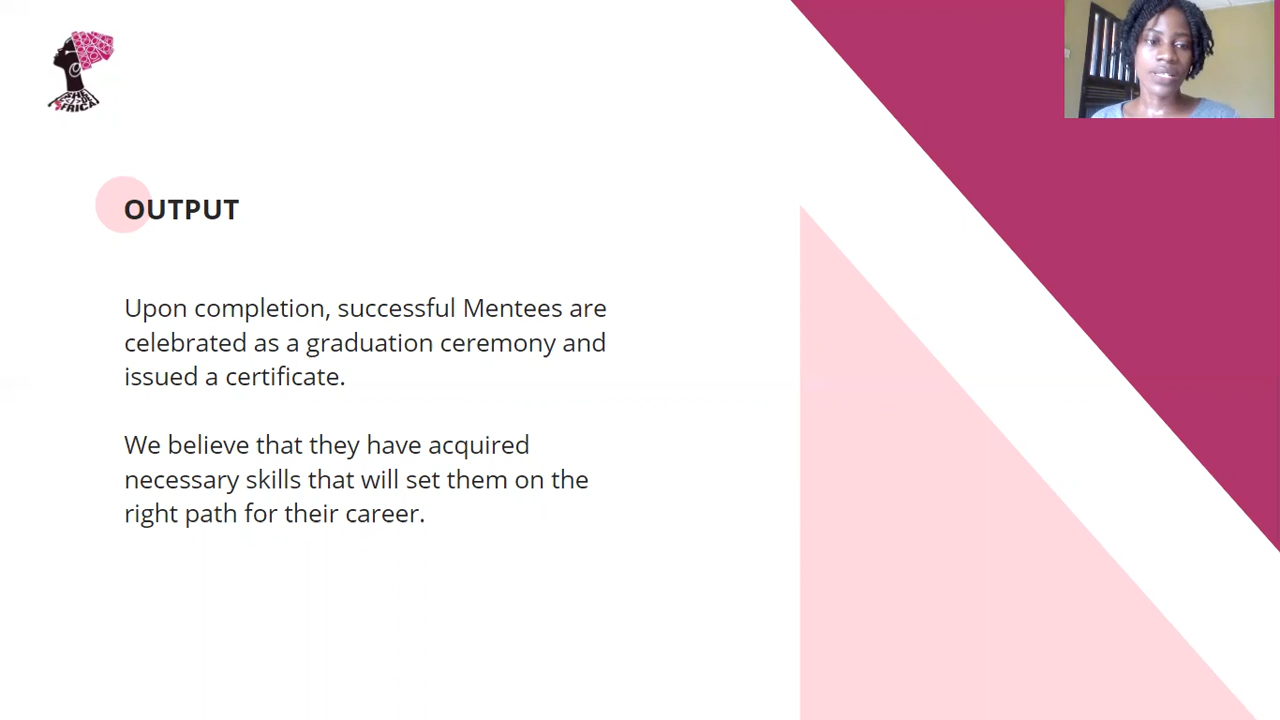 AFRICA
OUTPUT
Upon completion, successful Mentees are
celebrated as a graduation ceremony and
issued a certificate.
We believe that they have acquired
necessary skills that will set them on the
right path for their career.